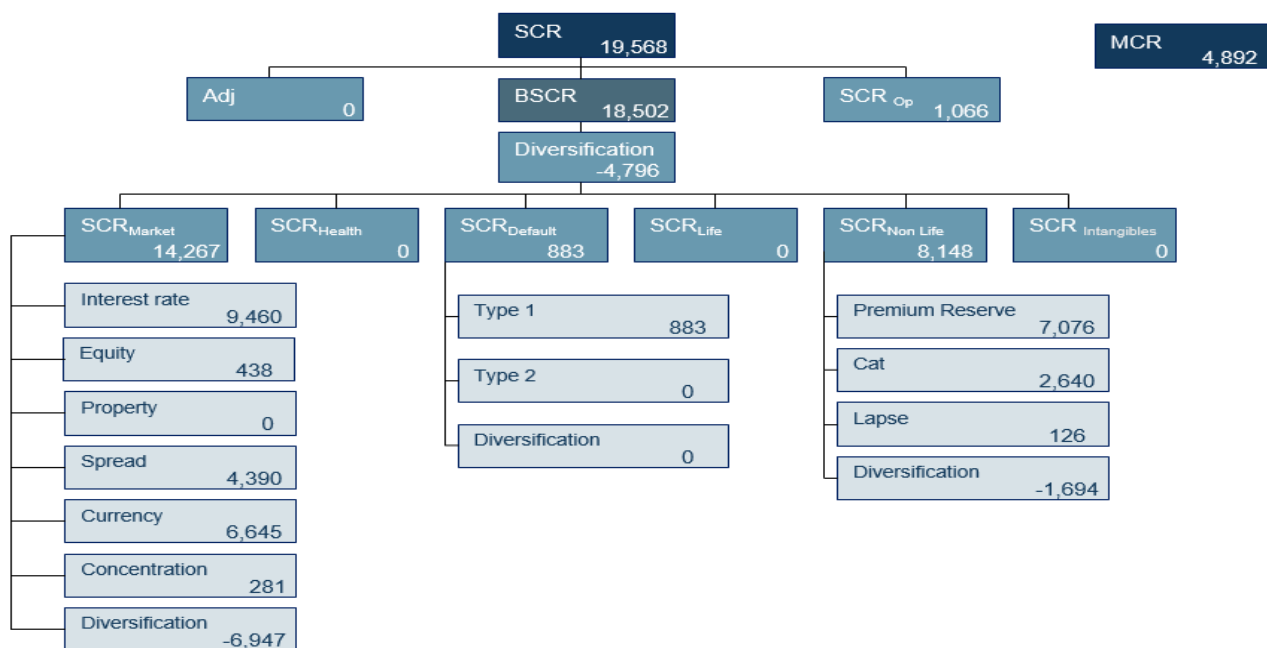 SCR
19,568
MCR
4,892
Adj
0
BSCR
18,502
SCR Op
1,066
Diversification
-4,796
SCRMarket
14,267
SCRHealth
0
SCRDefault
883
SCRLife
0
SCRNon Life
8,148
SCR Intangibles
0
Interest rate
9,460
Equity
438
Property
0
Spread
4,390
Currency
6,645
Concentration
281
Diversification
-6,947
Type 1
883
Type 2
0
Diversification
0
Premium Reserve
7,076
Cat
2,640
Lapse
126
Diversification
-1,694